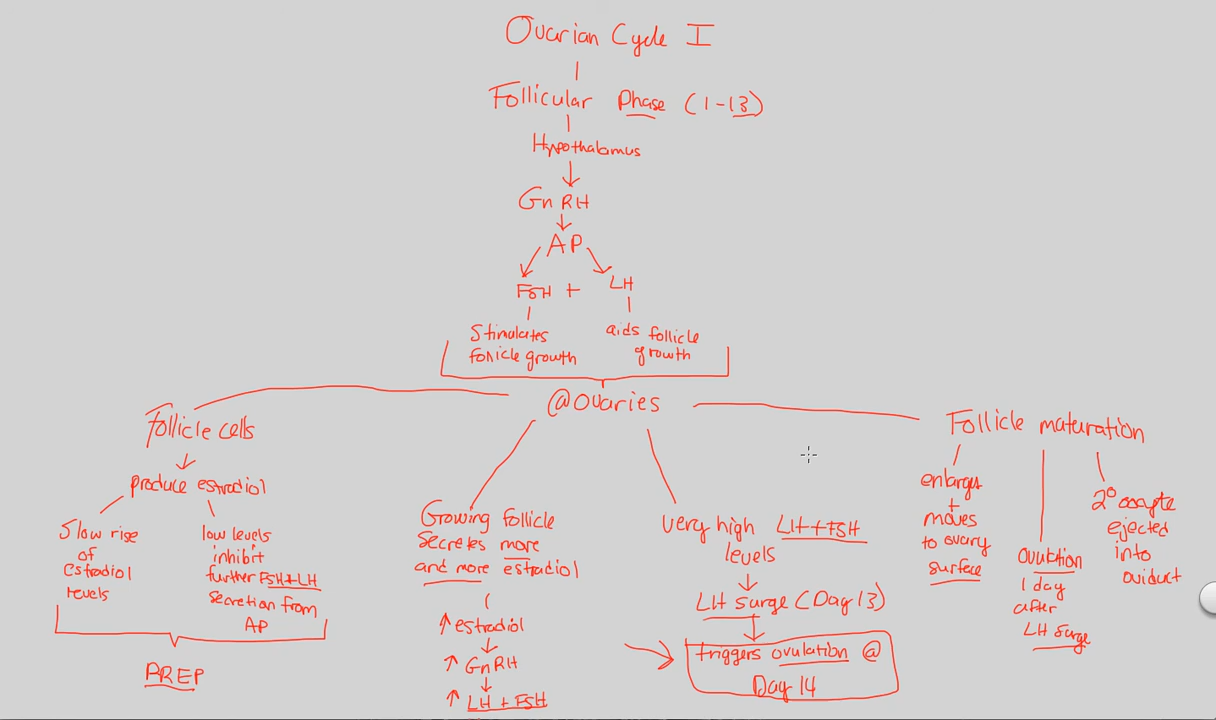 Ovarian Cycle I
Follicular Phase (1-13)
Hypothalamus
GnRH
AP
FSH + LH
Stimulates
follicle growth
aids follicle
growth
@ovaries
Follicle cells
produce estradiol
Slow rise
of
estradiol
levels
low levels
inhibit
further FSH+LH
secretion from
AP
PREP
Growing follicle
secretes more
and more estradiol
↑ estradiol
↑ GnRH
↑ LH + FSH
very high LH+FSH
levels
LH surge (Day 13)
triggers ovulation @
Day 14
Follicle maturation
enlarges
+
moves
to ovary
surface
Ovulation
1 day
after
LH surge
2° oocyte
ejected
into
oviduct